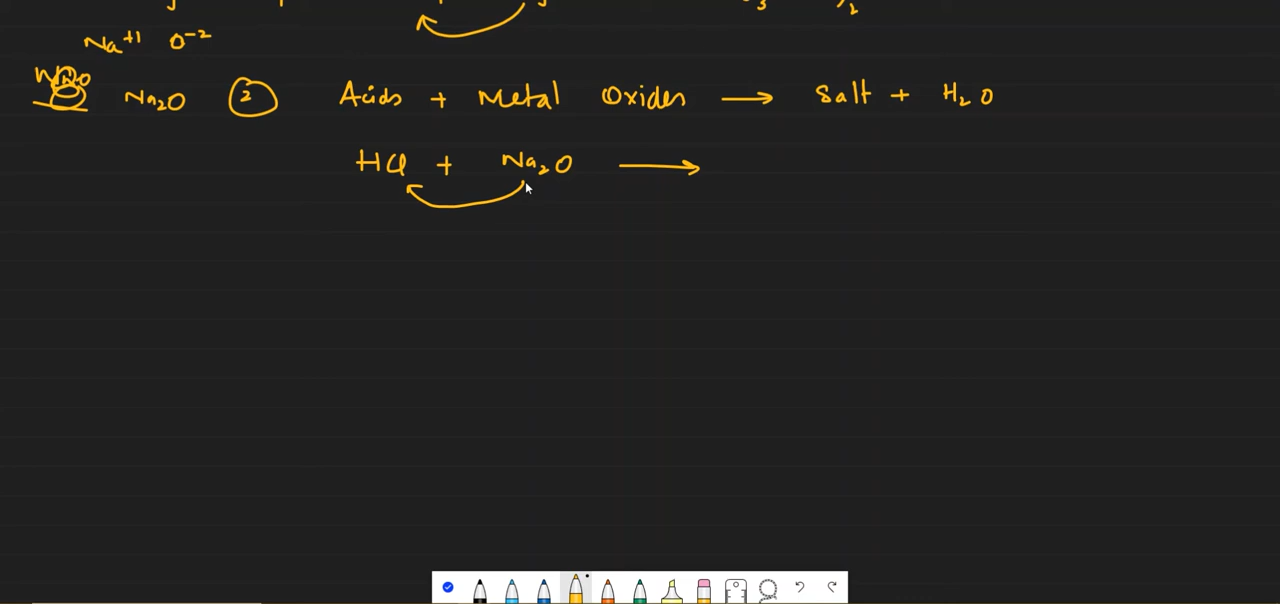 Na⁺¹ O⁻²
Na₂O ② Acids + Metal Oxides → Salt + H₂O
HCl + Na₂O →